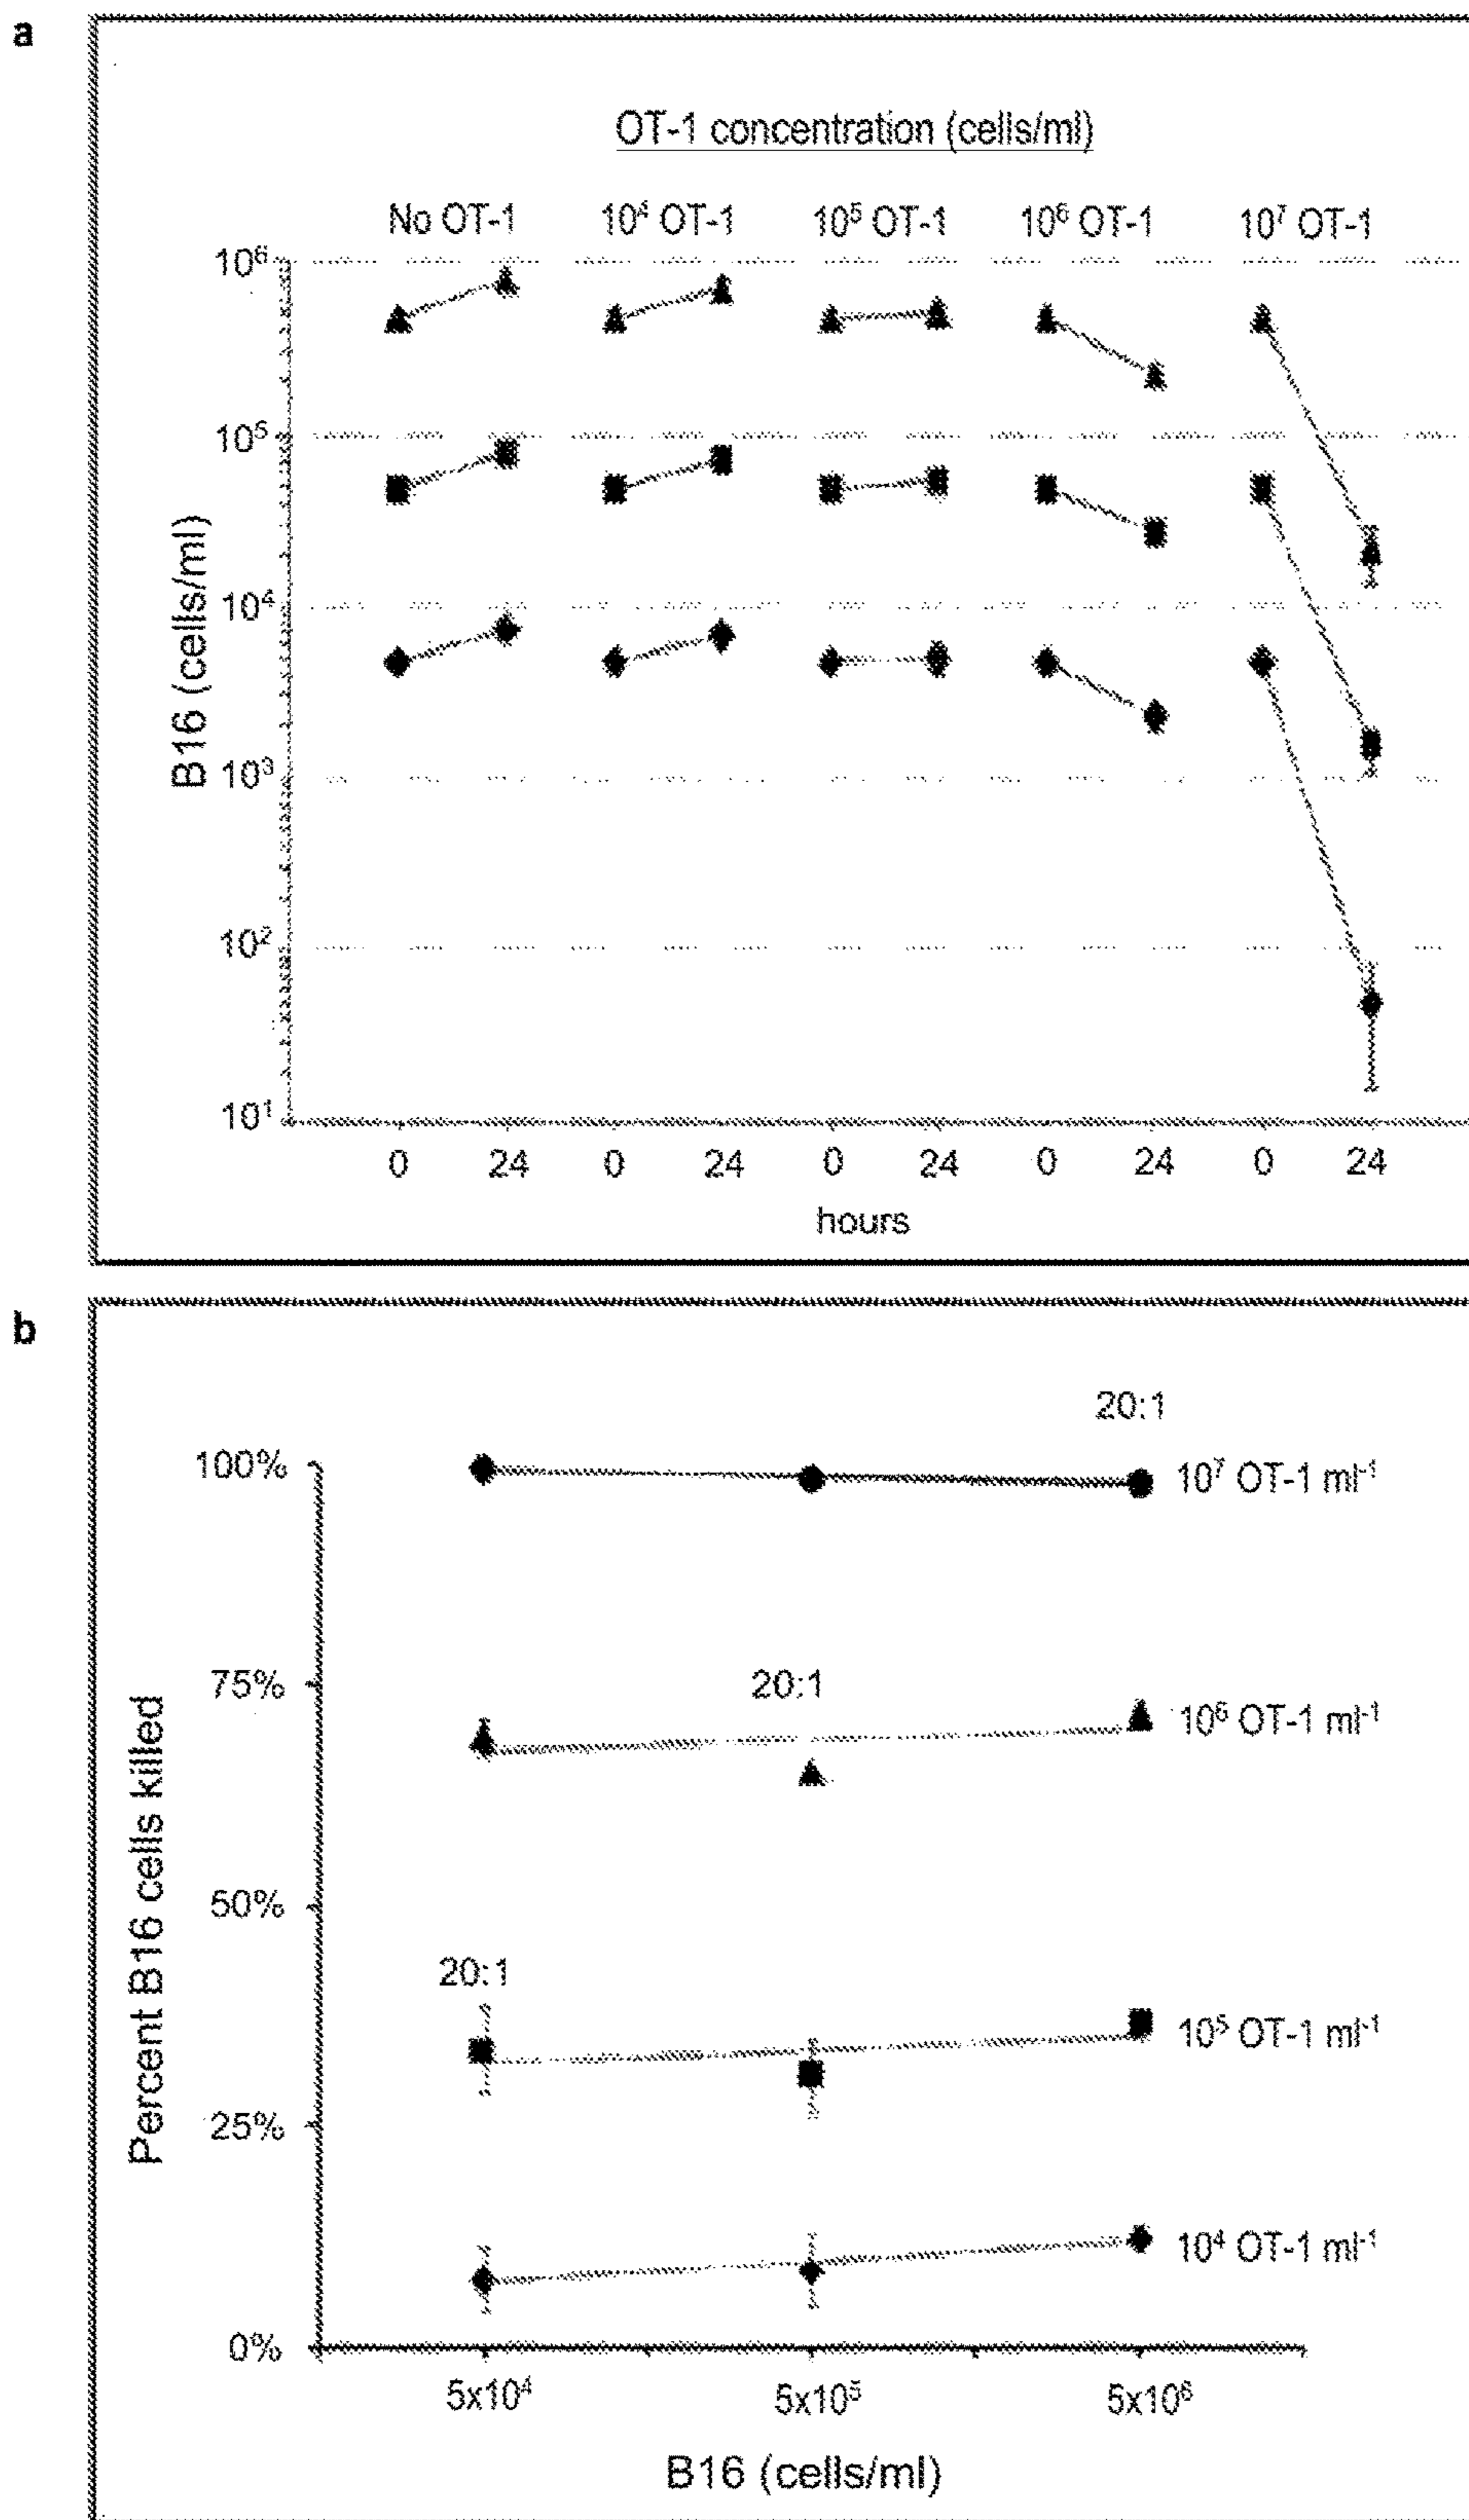 a
OT-1 concentration (cells/ml)
No OT-1 10⁴ OT-1 10⁵ OT-1 10⁶ OT-1 10⁷ OT-1
10⁶
10⁵
10⁴
10³
10²
10¹
B16 (cells/ml)
0 24 0 24 0 24 0 24 0 24
hours
b
20:1
100%
10⁷ OT-1 ml⁻¹
75%
20:1
10⁶ OT-1 ml⁻¹
50%
20:1
10⁵ OT-1 ml⁻¹
25%
10⁴ OT-1 ml⁻¹
0%
Percent B16 cells killed
5x10⁴ 5x10⁵ 5x10⁶
B16 (cells/ml)